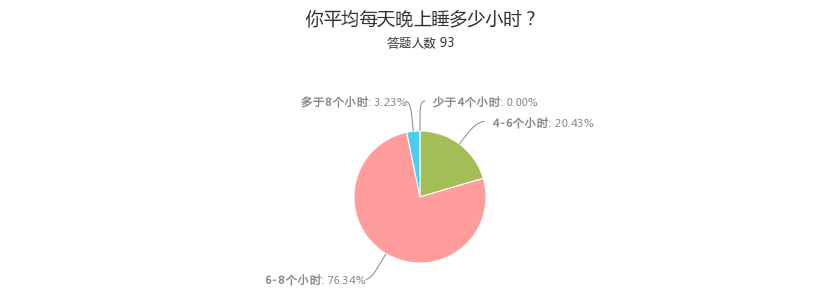 你平均每天晚上睡多少小时？
答题人数 93
多于8个小时: 3.23%
少于4个小时: 0.00%
4-6个小时: 20.43%
6-8个小时: 76.34%